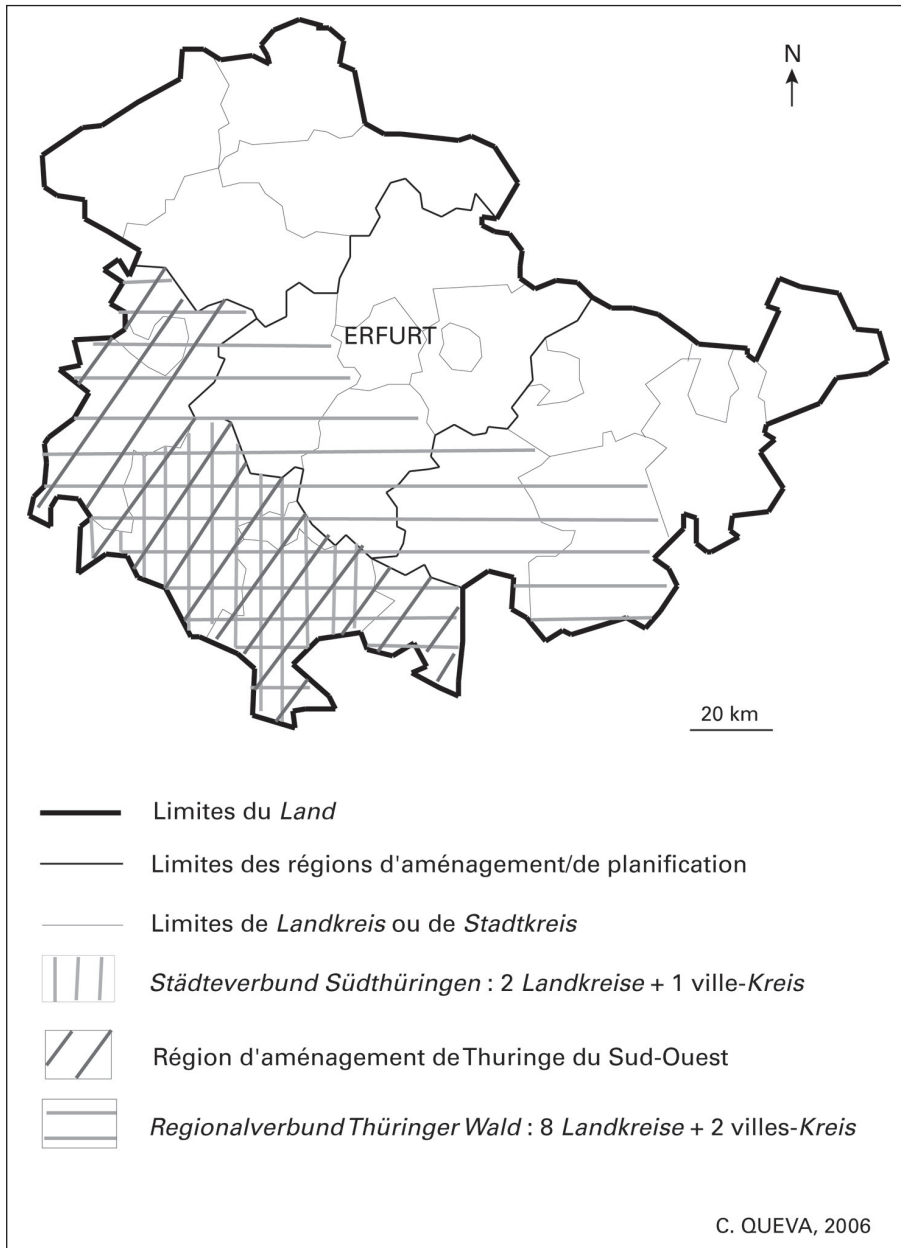 N
ERFURT
20 km
Limites du Land
Limites des régions d'aménagement/de planification
Limites de Landkreis ou de Stadtkreis
Städteverbund Südthüringen : 2 Landkreise + 1 ville-Kreis
Région d'aménagement de Thuringe du Sud-Ouest
Regionalverbund Thüringer Wald : 8 Landkreise + 2 villes-Kreis
C. QUEVA, 2006